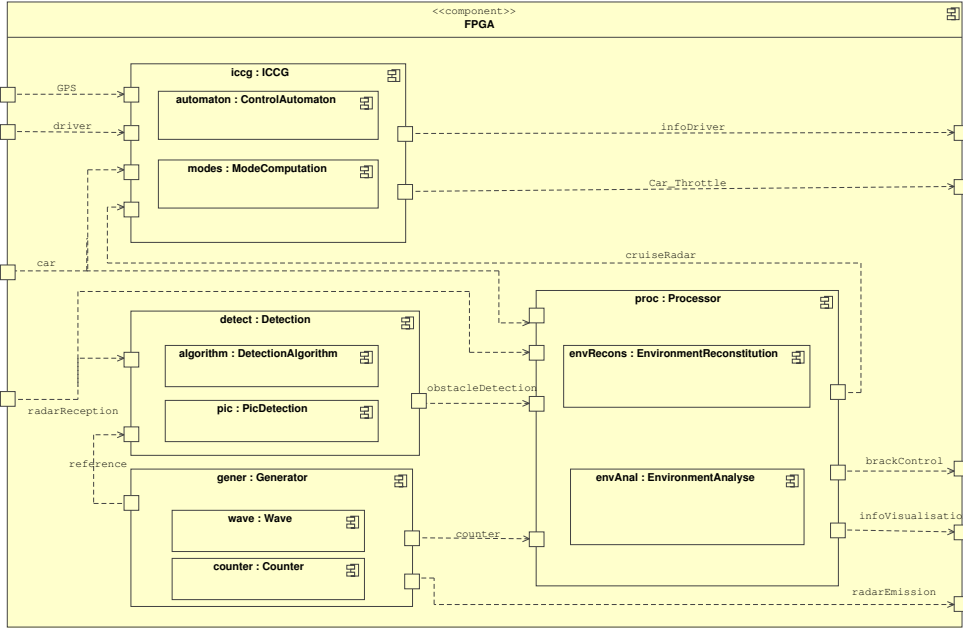 <<component>>
FPGA
iccg : ICCG
GPS
automaton : ControlAutomaton
driver
infoDriver
modes : ModeComputation
Car_Throttle
cruiseRadar
car
proc : Processor
detect : Detection
algorithm : DetectionAlgorithm
envRecons : EnvironmentReconstitution
obstacleDetection
pic : PicDetection
radarReception
reference
brackControl
gener : Generator
envAnal : EnvironmentAnalyse
wave : Wave
infoVisualisatio
counter
counter : Counter
radarEmission